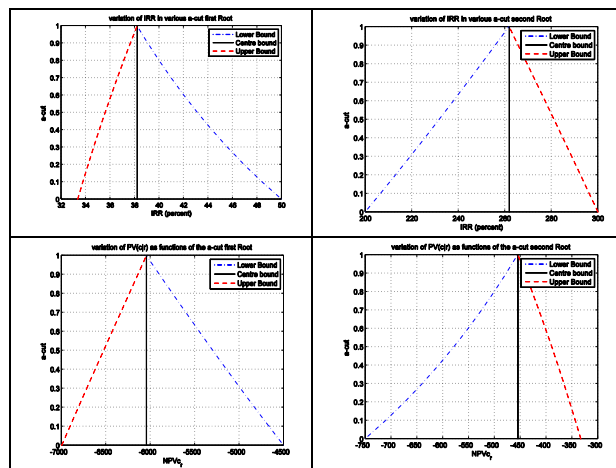 variation of IRR in various a-cut first Root
Lower Bound
Centre bound
Upper Bound
a-cut
1
0.9
0.8
0.7
0.6
0.5
0.4
0.3
0.2
0.1
0
32 34 36 38 40 42 44 46 48 50
IRR (percent)
variation of IRR in various a-cut second Root
Lower Bound
Centre bound
Upper Bound
a-cut
1
0.9
0.8
0.7
0.6
0.5
0.4
0.3
0.2
0.1
0
200 220 240 260 280 300
IRR (percent)
variation of PV(c|r) as functions of the a-cut first Root
Lower Bound
Centre bound
Upper Bound
a-cut
1
0.9
0.8
0.7
0.6
0.5
0.4
0.3
0.2
0.1
0
-7000 -6500 -6000 -5500 -5000 -4500
NPVc_r
variation of PV(c|r) as functions of the a-cut second Root
Lower Bound
Centre bound
Upper Bound
a-cut
1
0.9
0.8
0.7
0.6
0.5
0.4
0.3
0.2
0.1
0
-750 -700 -650 -600 -550 -500 -450 -400 -350 -300
NPVc_r